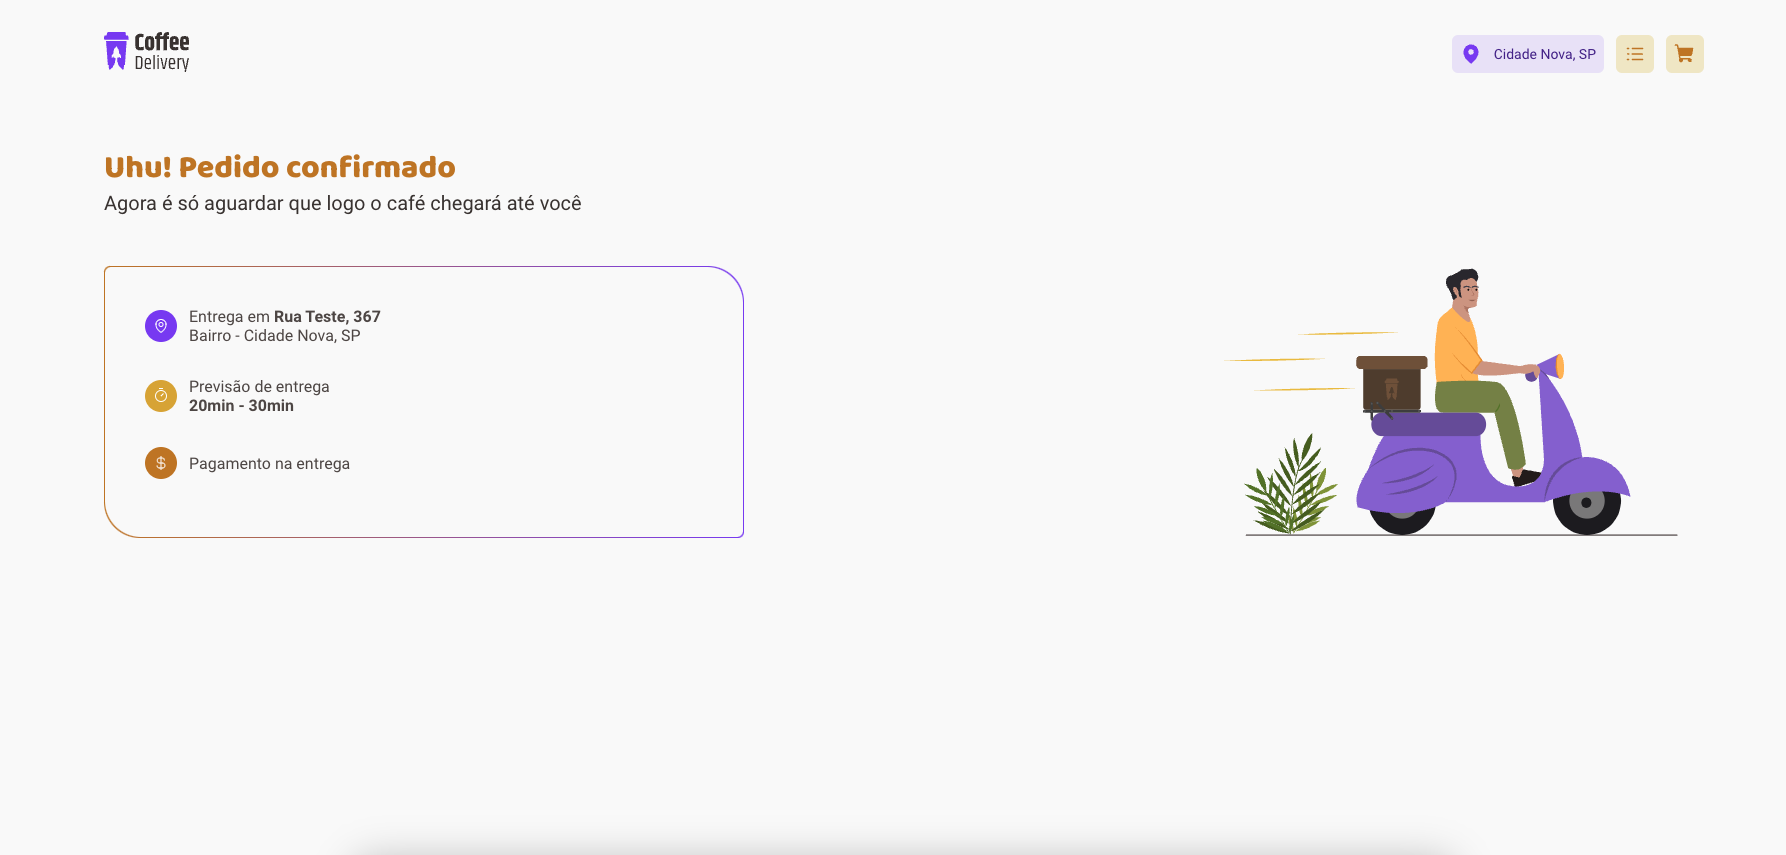 Coffee
Delivery
Cidade Nova, SP
Uhu! Pedido confirmado
Agora é só aguardar que logo o café chegará até você
Entrega em Rua Teste, 367
Bairro - Cidade Nova, SP
Previsão de entrega
20min - 30min
Pagamento na entrega